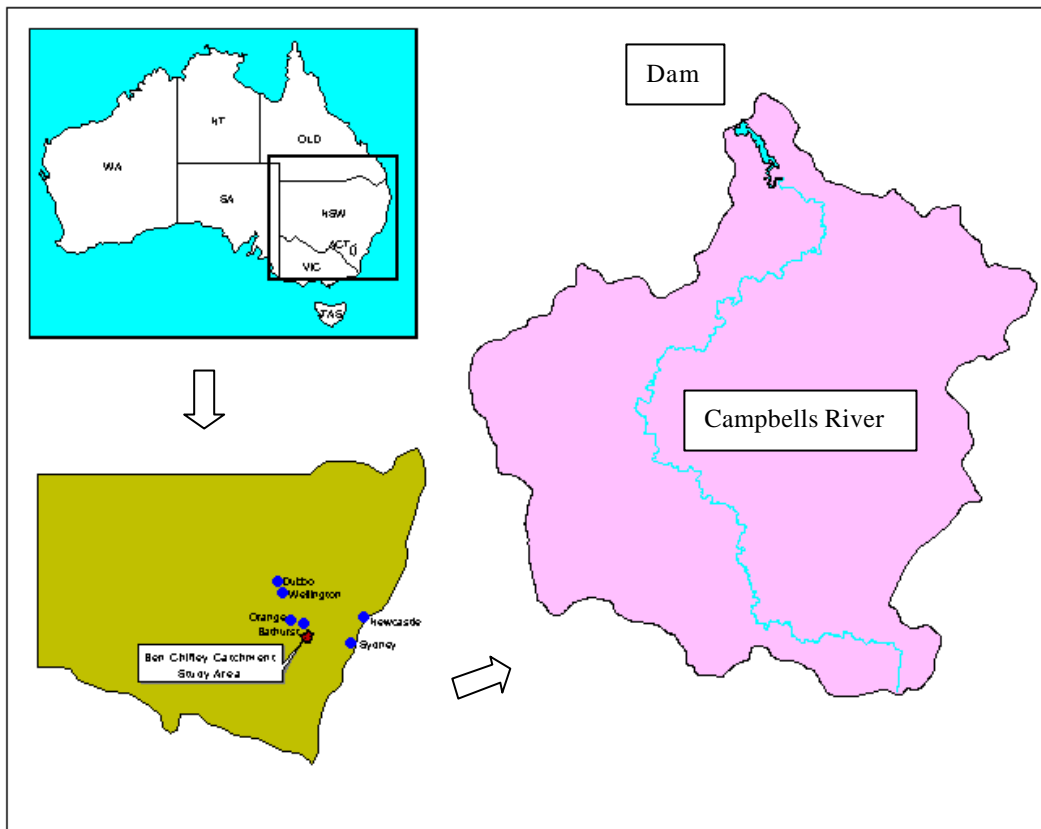 Dam
NT
QLD
WA
SA
NSW
ACT
VIC
TAS
Campbells River
Dubbo
Wellington
Orange
Bathurst
Newcastle
Sydney
Ben Chifley Catchment
Study Area